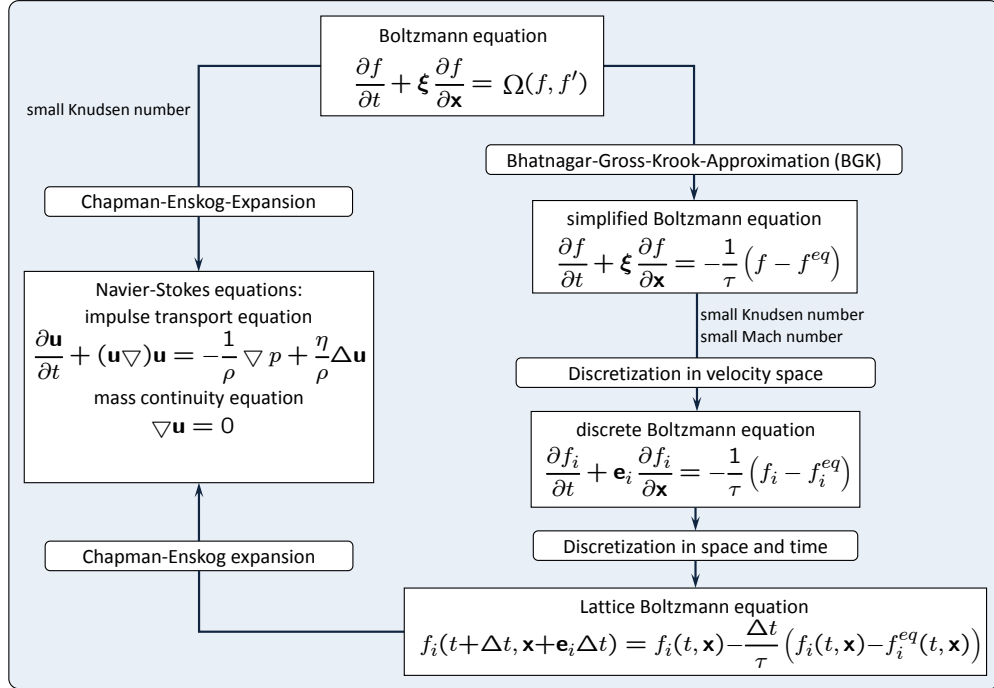 Boltzmann equation
∂f/∂t + ξ ∂f/∂x = Ω(f, f′)
small Knudsen number
Bhatnagar-Gross-Krook-Approximation (BGK)
Chapman-Enskog-Expansion
simplified Boltzmann equation
∂f/∂t + ξ ∂f/∂x = −1/τ (f − f^eq)
small Knudsen number
small Mach number
Navier-Stokes equations:
impulse transport equation
∂u/∂t + (u▽)u = −1/ρ ▽ p + η/ρ Δu
mass continuity equation
▽u = 0
Discretization in velocity space
discrete Boltzmann equation
∂f_i/∂t + e_i ∂f_i/∂x = −1/τ (f_i − f_i^eq)
Chapman-Enskog expansion
Discretization in space and time
Lattice Boltzmann equation
f_i(t+Δt, x+e_iΔt) = f_i(t, x)−Δt/τ (f_i(t, x)−f_i^eq(t, x))